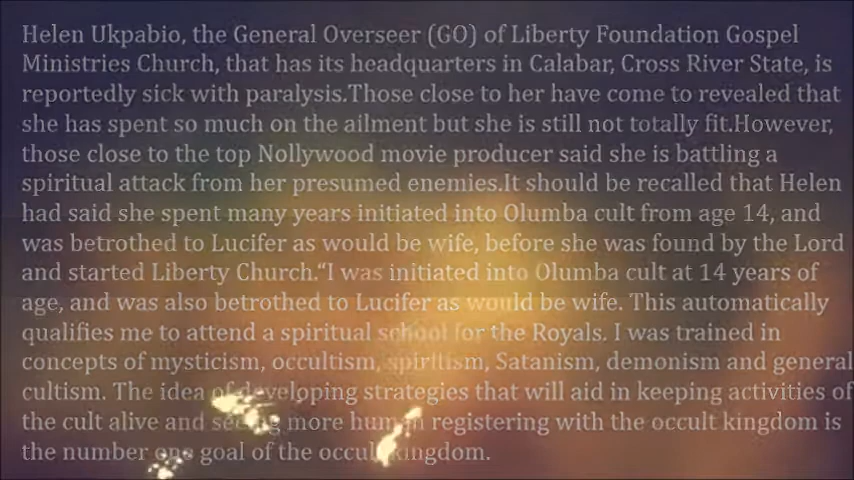 Helen Ukpabio, the General Overseer (GO) of Liberty Foundation Gospel
Ministries Church, that has its headquarters in Calabar, Cross River State, is
reportedly sick with paralysis.Those close to her have come to revealed that
she has spent so much on the ailment but she is still not totally fit.However,
those close to the top Nollywood movie producer said she is battling a
spiritual attack from her presumed enemies.It should be recalled that Helen
had said she spent many years initiated into Olumba cult from age 14, and
was betrothed to Lucifer as would be wife, before she was found by the Lord
and started Liberty Church.“I was initiated into Olumba cult at 14 years of
age, and was also betrothed to Lucifer as would be wife. This automatically
qualifies me to attend a spiritual school for the Royals. I was trained in
concepts of mysticism, occultism, spiritism, Satanism, demonism and general
cultism. The idea of developing strategies that will aid in keeping activities of
the cult alive and seeing more human registering with the occult kingdom is
the number one goal of the occult kingdom.